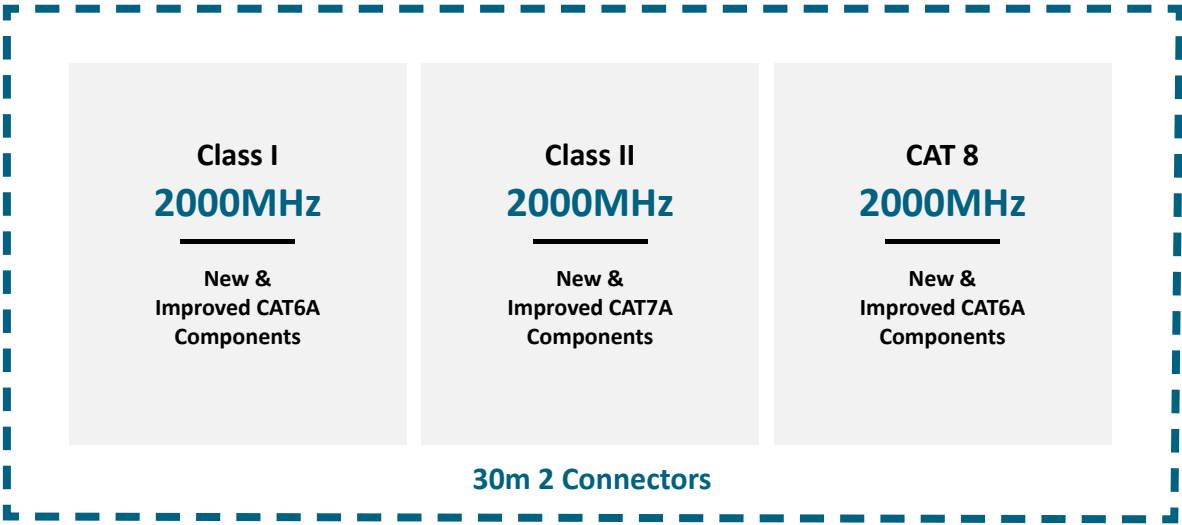 Class I
2000MHz
New &
Improved CAT6A
Components
Class II
2000MHz
New &
Improved CAT7A
Components
CAT 8
2000MHz
New &
Improved CAT6A
Components
30m 2 Connectors